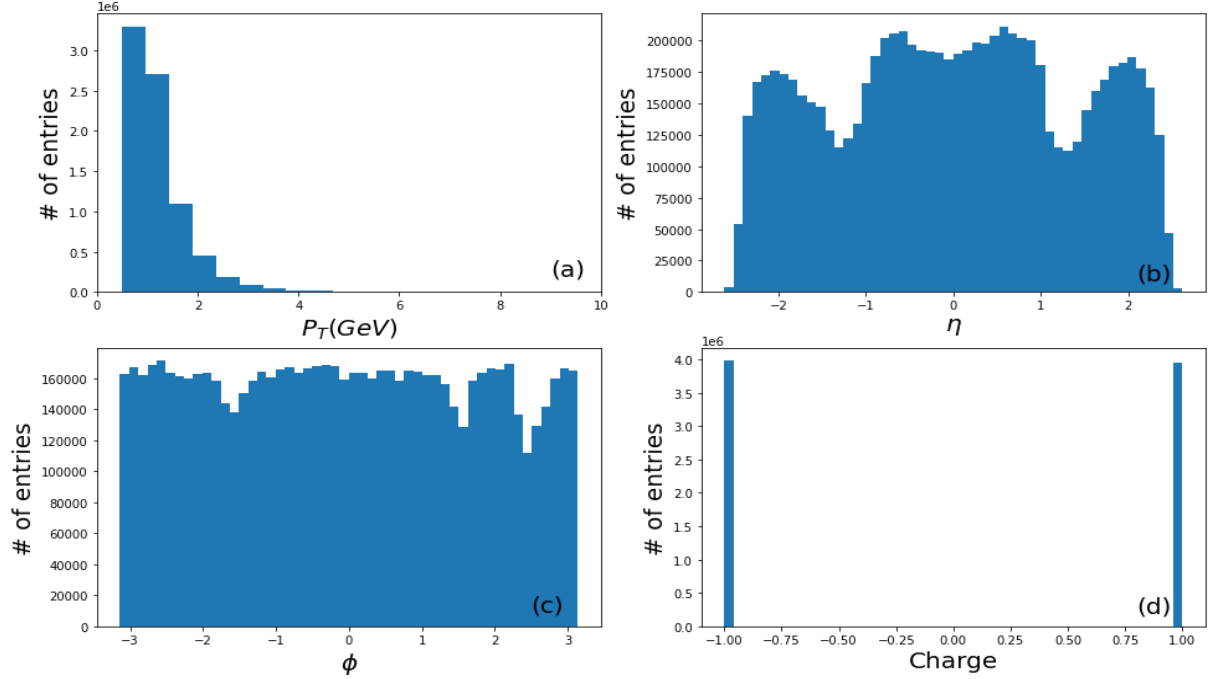 1e6
# of entries
3.0
2.5
2.0
1.5
1.0
0.5
0.0
0 2 4 6 8 10
P_T(GeV)
(a)
# of entries
200000
175000
150000
125000
100000
75000
50000
25000
0
−2 −1 0 1 2
η
(b)
# of entries
160000
140000
120000
100000
80000
60000
40000
20000
0
−3 −2 −1 0 1 2 3
ϕ
(c)
1e6
# of entries
4.0
3.5
3.0
2.5
2.0
1.5
1.0
0.5
0.0
−1.00 −0.75 −0.50 −0.25 0.00 0.25 0.50 0.75 1.00
Charge
(d)